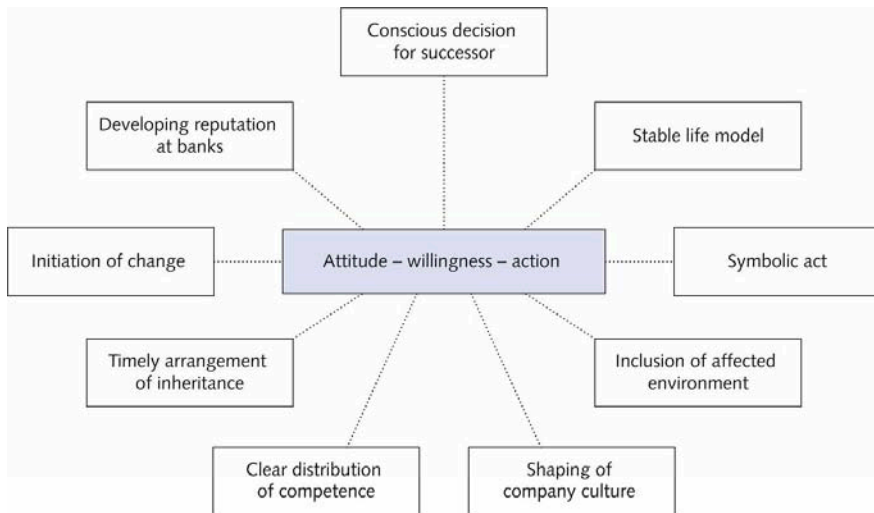 Conscious decision
for successor
Developing reputation
at banks
Stable life model
Initiation of change
Attitude – willingness – action
Symbolic act
Timely arrangement
of inheritance
Inclusion of affected
environment
Clear distribution
of competence
Shaping of
company culture